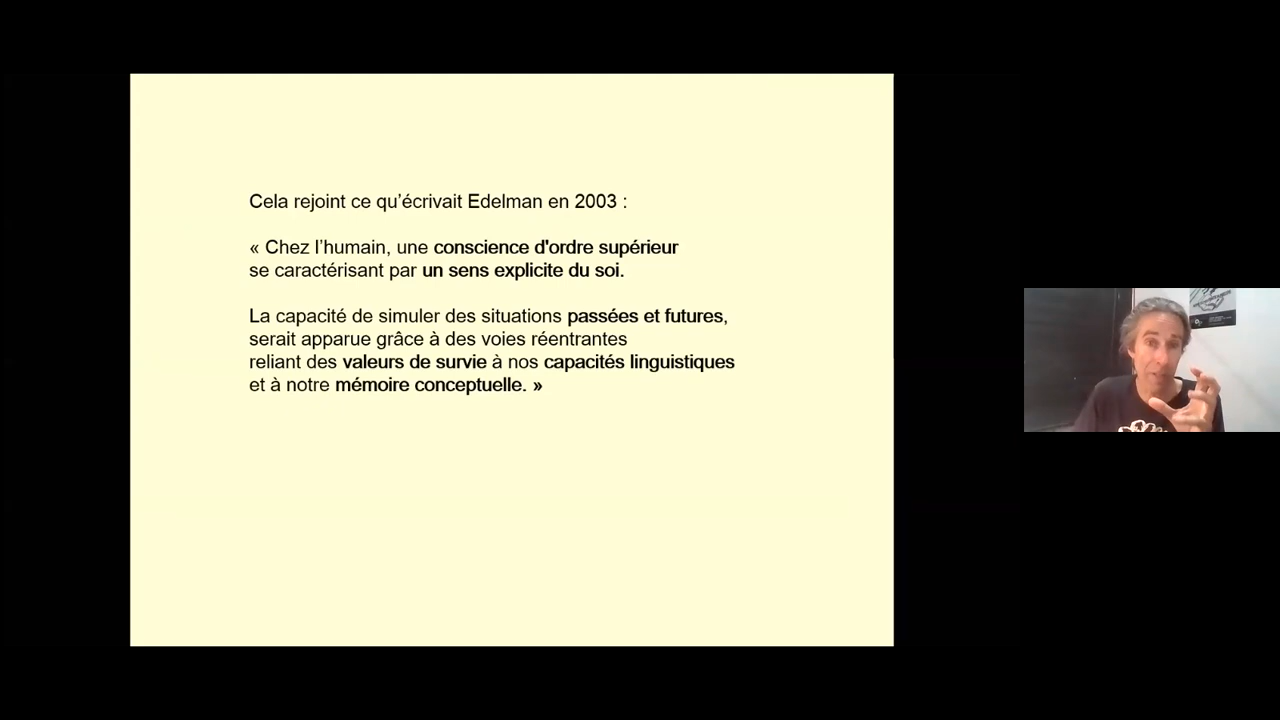 Cela rejoint ce qu’écrivait Edelman en 2003 :
« Chez l’humain, une conscience d'ordre supérieur
se caractérisant par un sens explicite du soi.
La capacité de simuler des situations passées et futures,
serait apparue grâce à des voies réentrantes
reliant des valeurs de survie à nos capacités linguistiques
et à notre mémoire conceptuelle. »